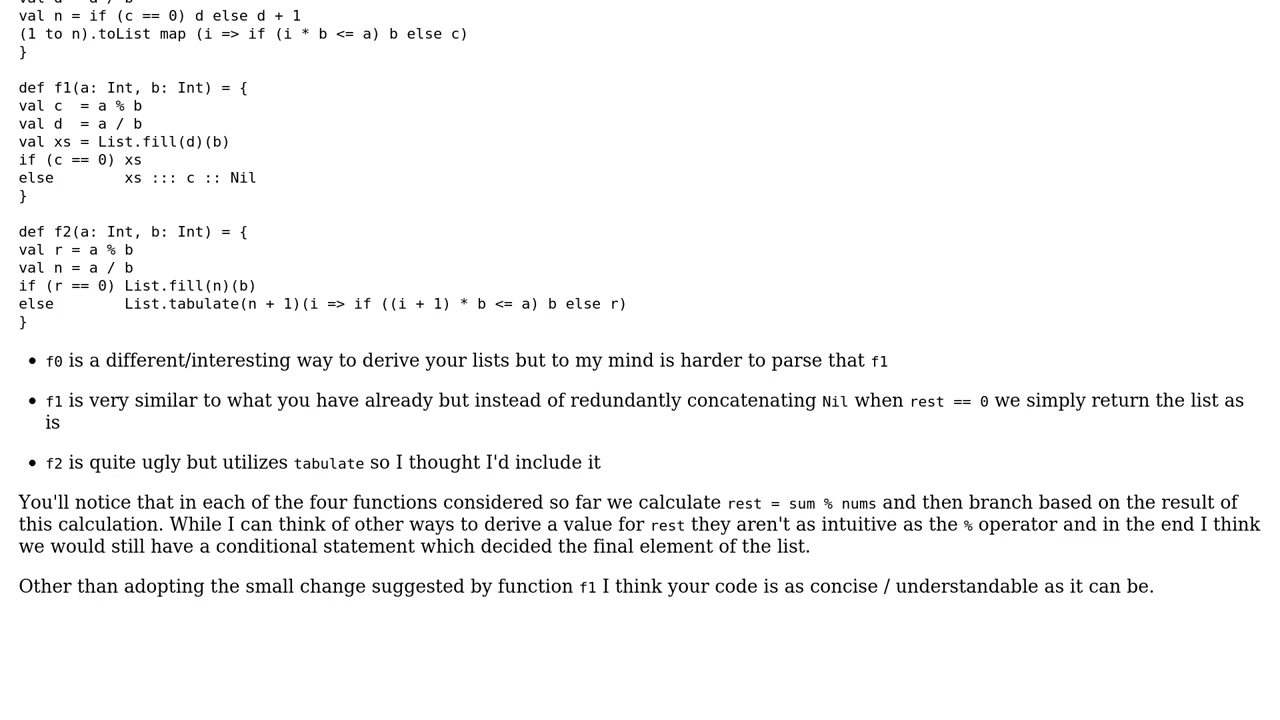 val n = if (c == 0) d else d + 1
(1 to n).toList map (i => if (i * b <= a) b else c)
}
def f1(a: Int, b: Int) = {
val c  = a % b
val d  = a / b
val xs = List.fill(d)(b)
if (c == 0) xs
else        xs ::: c :: Nil
}
def f2(a: Int, b: Int) = {
val r = a % b
val n = a / b
if (r == 0) List.fill(n)(b)
else        List.tabulate(n + 1)(i => if ((i + 1) * b <= a) b else r)
}
• f0 is a different/interesting way to derive your lists but to my mind is harder to parse that f1
• f1 is very similar to what you have already but instead of redundantly concatenating Nil when rest == 0 we simply return the list as
is
• f2 is quite ugly but utilizes tabulate so I thought I'd include it
You'll notice that in each of the four functions considered so far we calculate rest = sum % nums and then branch based on the result of
this calculation. While I can think of other ways to derive a value for rest they aren't as intuitive as the % operator and in the end I think
we would still have a conditional statement which decided the final element of the list.
Other than adopting the small change suggested by function f1 I think your code is as concise / understandable as it can be.